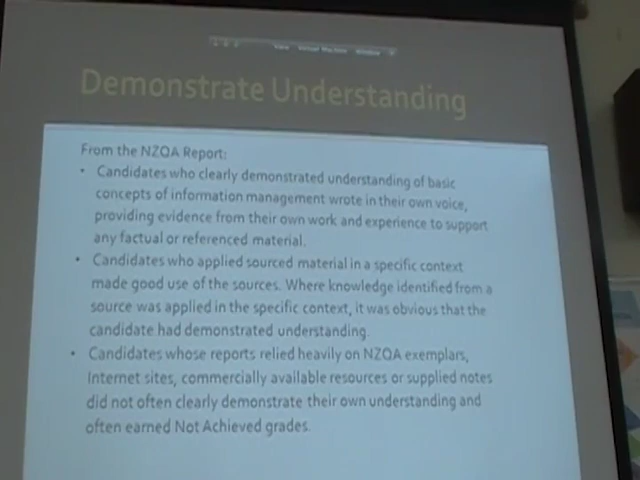 Demonstrate Understanding
From the NZQA Report:
• Candidates who clearly demonstrated understanding of basic
concepts of information management wrote in their own voice,
providing evidence from their own work and experience to support
any factual or referenced material.
• Candidates who applied sourced material in a specific context
made good use of the sources. Where knowledge identified from a
source was applied in the specific context, it was obvious that the
candidate had demonstrated understanding.
• Candidates whose reports relied heavily on NZQA exemplars,
Internet sites, commercially available resources or supplied notes
did not often clearly demonstrate their own understanding and
often earned Not Achieved grades.